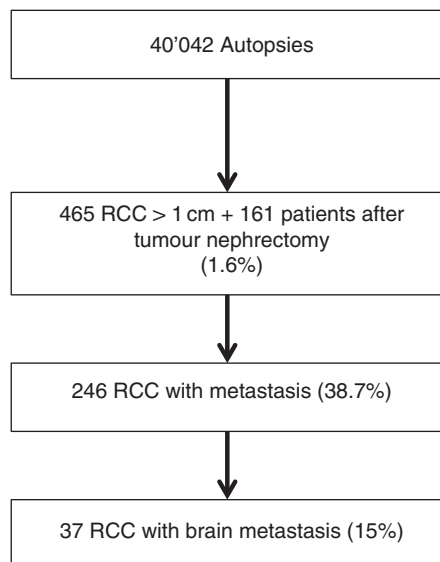 40’042 Autopsies
465 RCC > 1 cm + 161 patients after
tumour nephrectomy
(1.6%)
246 RCC with metastasis (38.7%)
37 RCC with brain metastasis (15%)